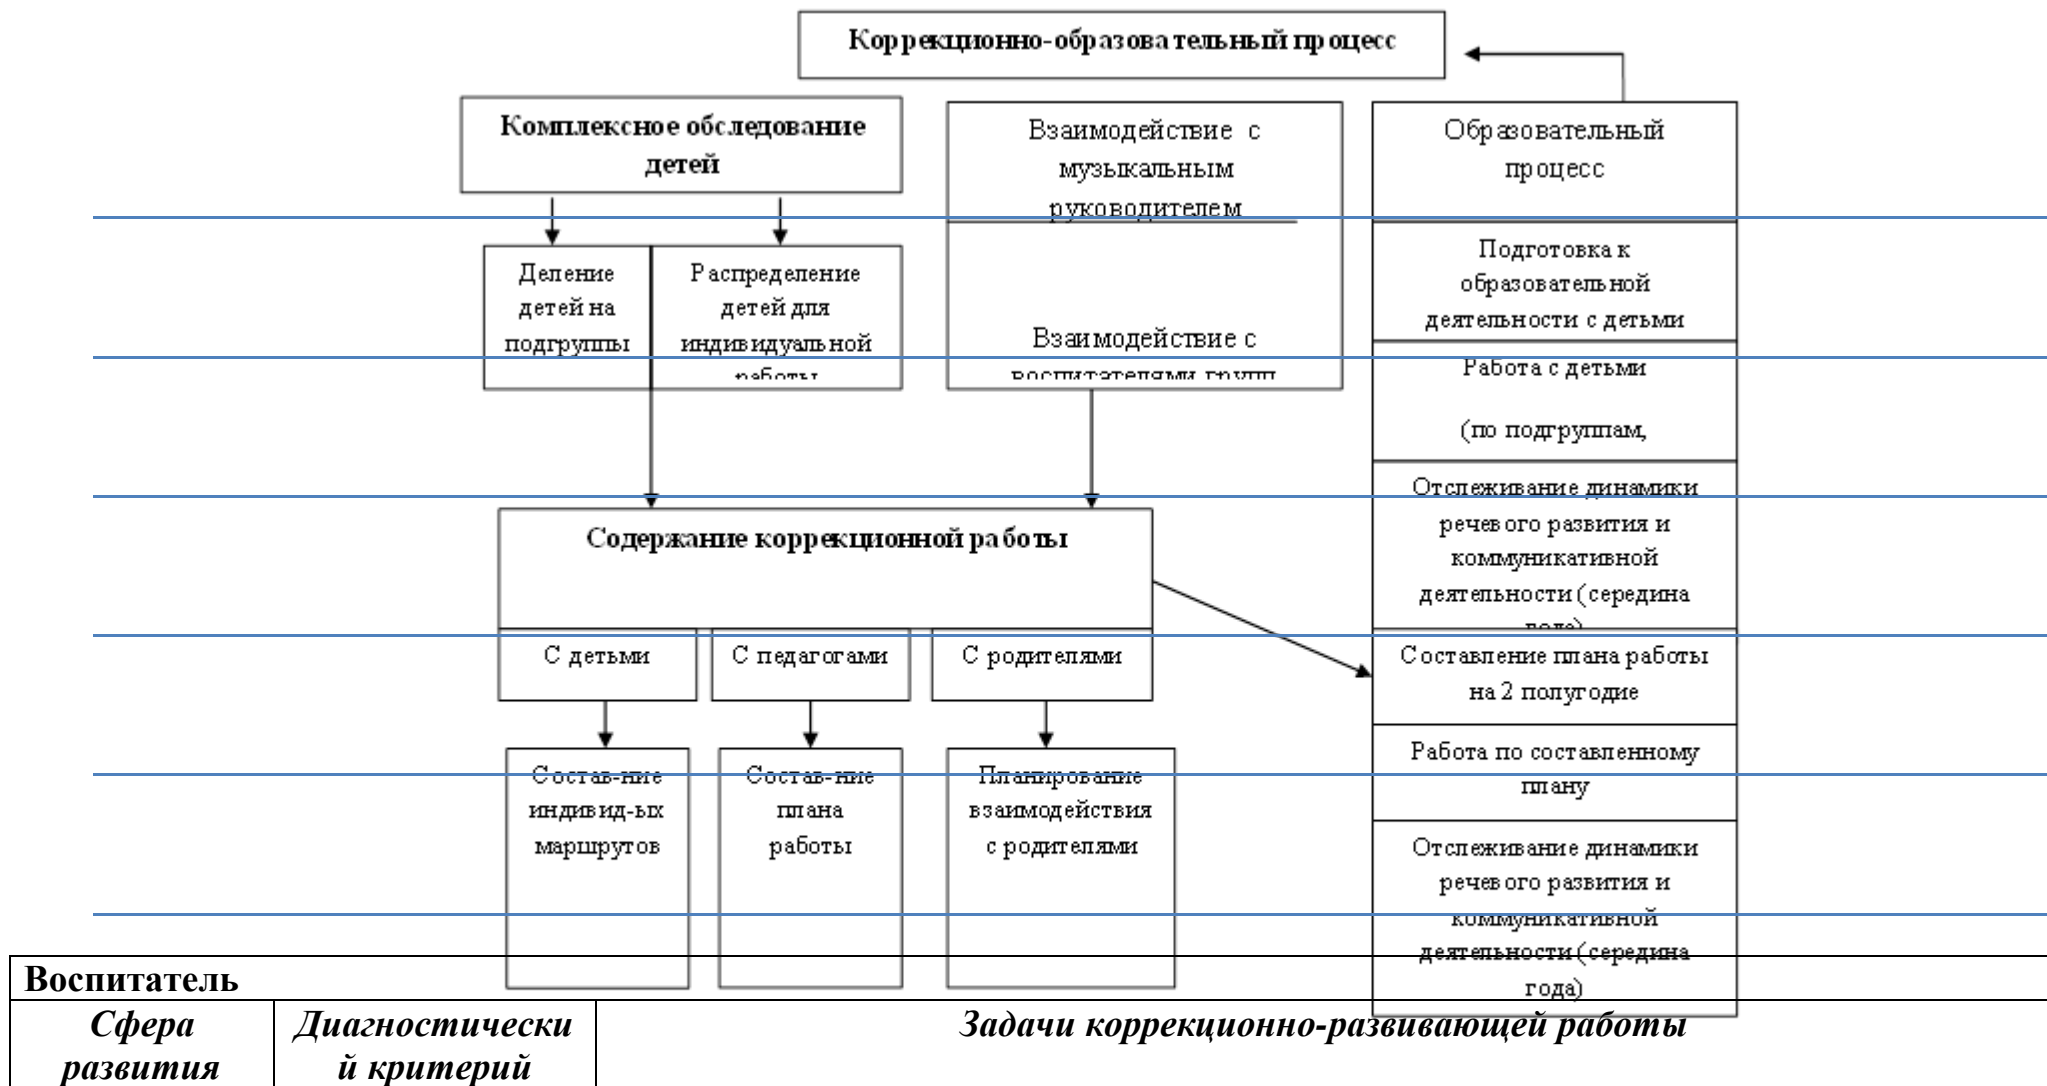 Коррекционно-образовательный процесс
Комплексное обследование
детей
Деление
детей на
подгруппы
Распределение
детей для
индивидуальной
работы
Взаимодействие с
музыкальным
руководителем
Взаимодействие с
воспитателями групп
Образовательный
процесс
Подготовка к
образовательной
деятельности с детьми
Работа с детьми
(по подгруппам,
Отслеживание динамики
речевого развития и
коммуникативной
деятельности (середина
года)
Содержание коррекционной работы
С детьми
С педагогами
С родителями
Состав-ние
индивид-ых
маршрутов
Состав-ние
плана
работы
Планирование
взаимодействия
с родителями
Составление плана работы
на 2 полугодие
Работа по составленному
плану
Отслеживание динамики
речевого развития и
коммуникативной
деятельности (середина
года)
Воспитатель
Сфера
развития
Диагностически
й критерий
Задачи коррекционно-развивающей работы